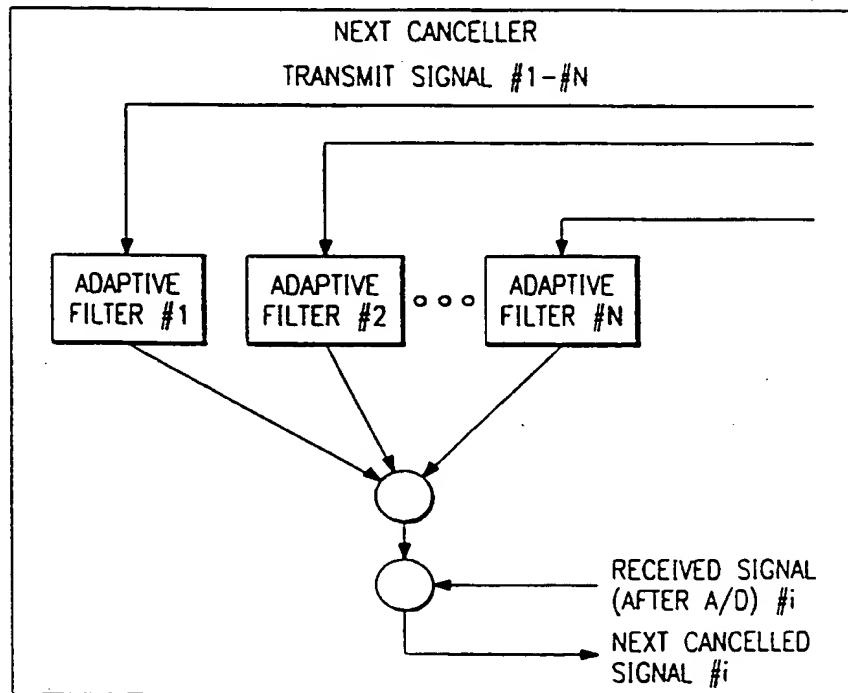 NEXT CANCELLER
TRANSMIT SIGNAL #1-#N
ADAPTIVE
FILTER #1
ADAPTIVE
FILTER #2
ADAPTIVE
FILTER #N
RECEIVED SIGNAL
(AFTER A/D) #i
NEXT CANCELLED
SIGNAL #i